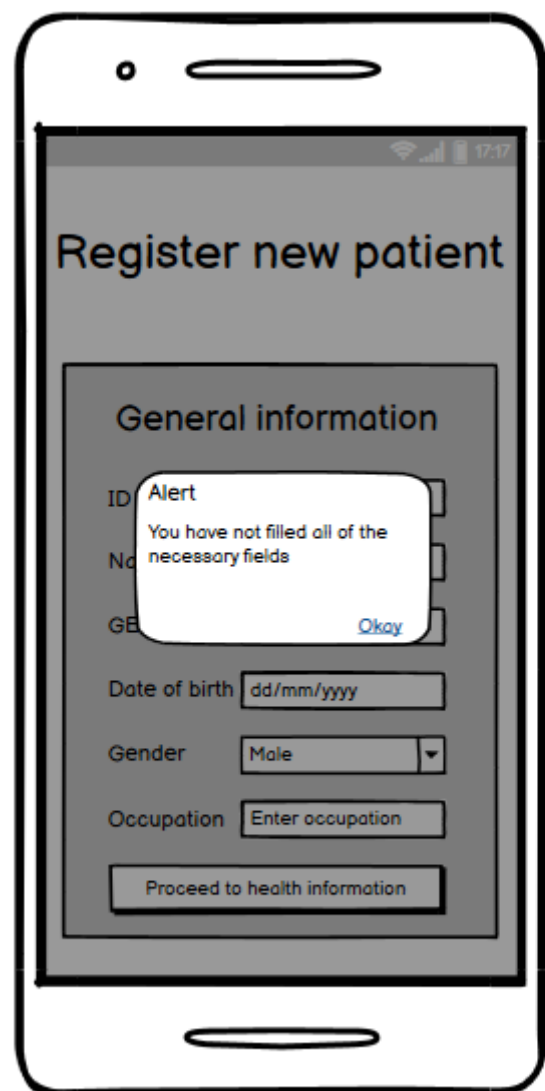 17:17
Register new patient
General information
ID
Alert
You have not filled all of the
necessary fields
Okay
Date of birth dd/mm/yyyy
Gender Male
Occupation Enter occupation
Proceed to health information